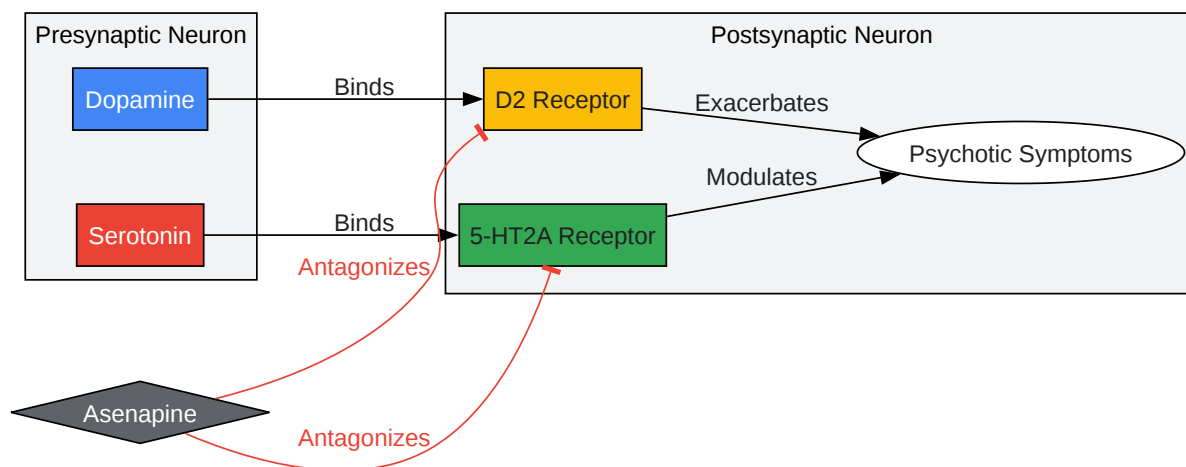 Presynaptic Neuron
Postsynaptic Neuron
Dopamine
Binds
D2 Receptor
Exacerbates
Psychotic Symptoms
Modulates
Serotonin
Binds
5-HT2A Receptor
Antagonizes
Asenapine
Antagonizes